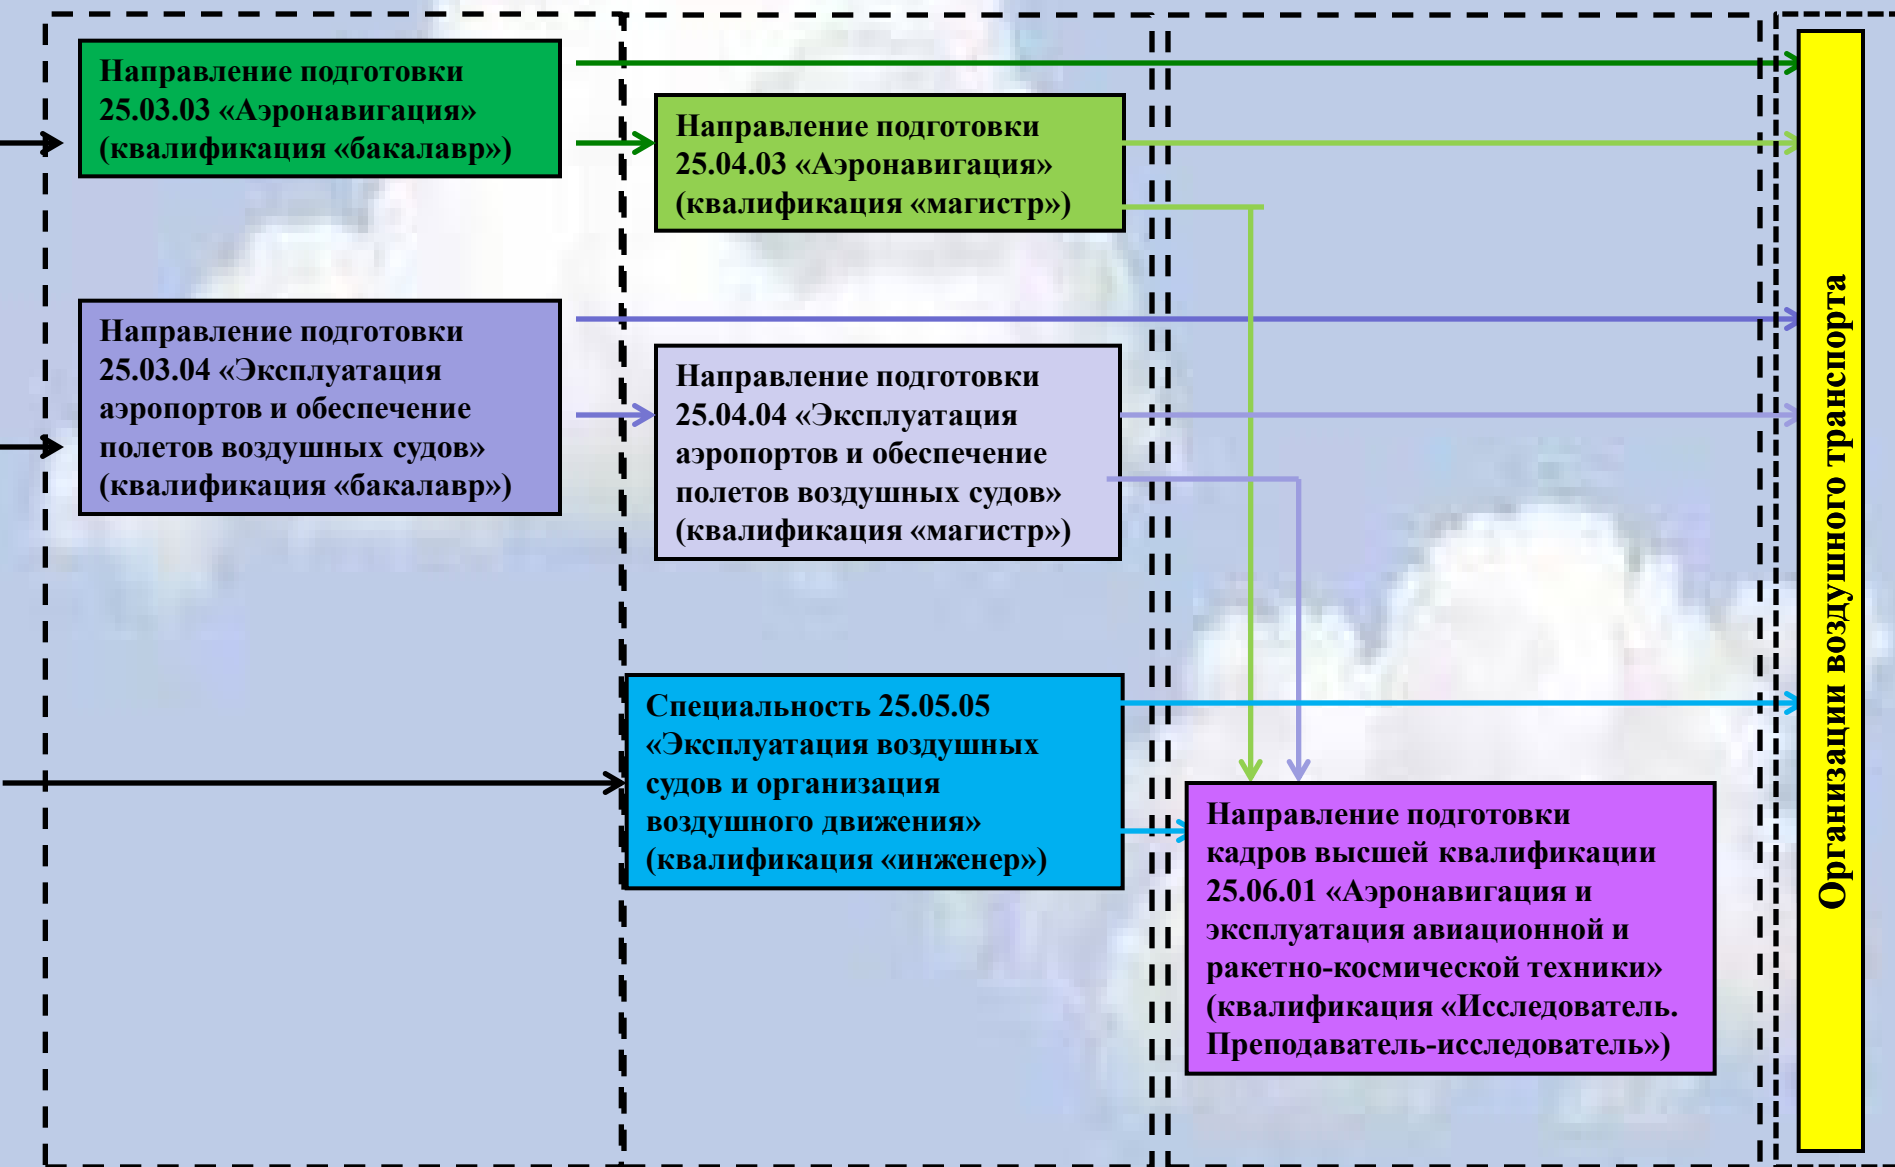 Направление подготовки
25.03.03 «Аэронавигация»
(квалификация «бакалавр»)
Направление подготовки
25.04.03 «Аэронавигация»
(квалификация «магистр»)
Направление подготовки
25.03.04 «Эксплуатация
аэропортов и обеспечение
полетов воздушных судов»
(квалификация «бакалавр»)
Направление подготовки
25.04.04 «Эксплуатация
аэропортов и обеспечение
полетов воздушных судов»
(квалификация «магистр»)
Специальность 25.05.05
«Эксплуатация воздушных
судов и организация
воздушного движения»
(квалификация «инженер»)
Направление подготовки
кадров высшей квалификации
25.06.01 «Аэронавигация и
эксплуатация авиационной и
ракетно-космической техники»
(квалификация «Исследователь.
Преподаватель-исследователь»)
Организации воздушного транспорта